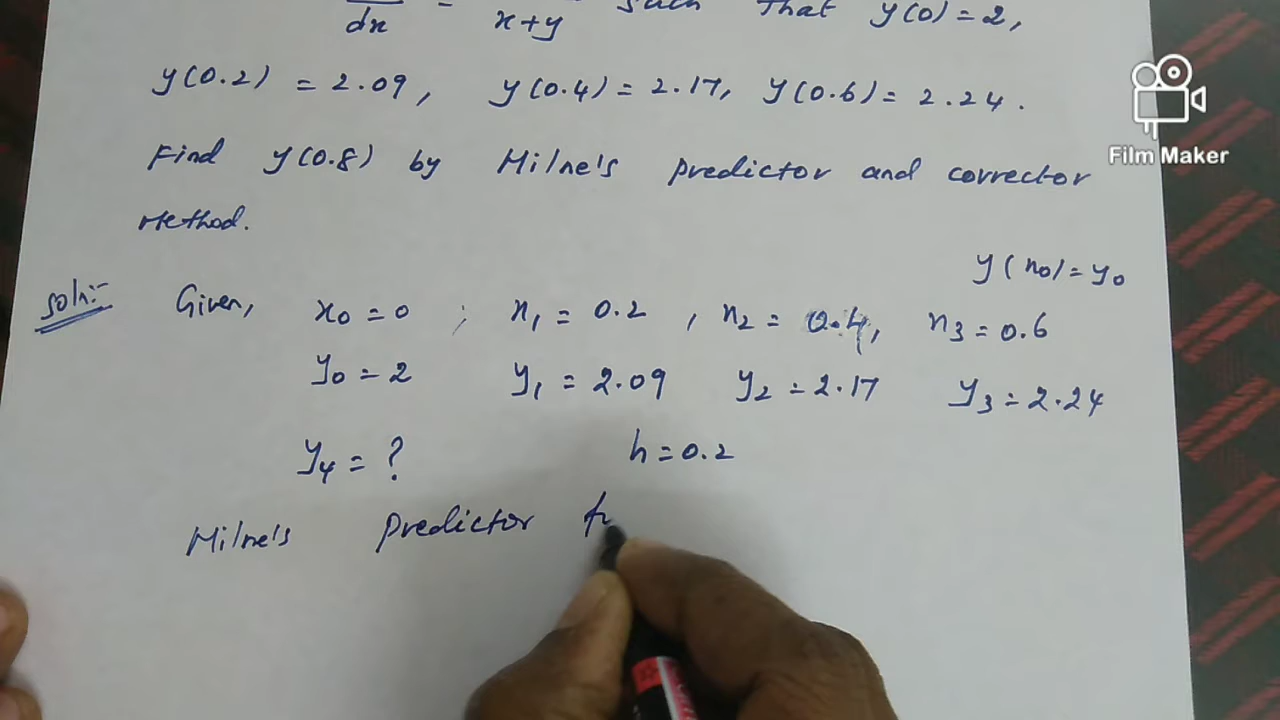 dx x+y such that y(0) = 2,
y(0.2) = 2.09, y(0.4) = 2.17, y(0.6) = 2.24.
Film Maker
Find y(0.8) by Milne's predictor and corrector
Method.
y(x0) = y0
Soln:- Given, x0 = 0 ; x1 = 0.2 , x2 = 0.4, x3 = 0.6
y0 = 2 y1 = 2.09 y2 = 2.17 y3 = 2.24
y4 = ? h = 0.2
Milne's predictor